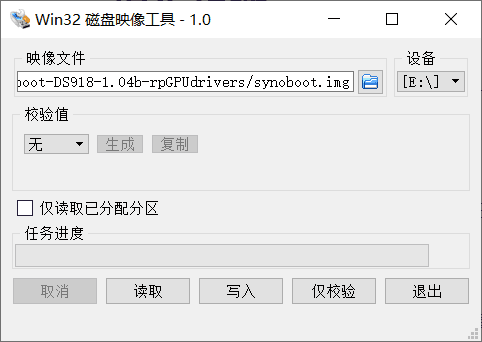 Win32 磁盘映像工具 - 1.0
映像文件
设备
boot-DS918-1.04b-rpGPUdrivers/synoboot.img
[E:\]
校验值
无
生成
复制
仅读取已分配分区
任务进度
取消
读取
写入
仅校验
退出